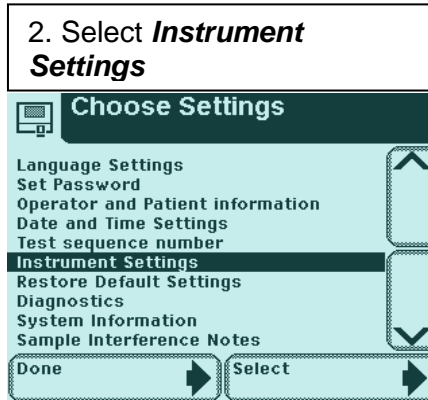 2. Select Instrument
Settings
Choose Settings
Language Settings
Set Password
Operator and Patient information
Date and Time Settings
Test sequence number
Instrument Settings
Restore Default Settings
Diagnostics
System Information
Sample Interference Notes
Done
Select